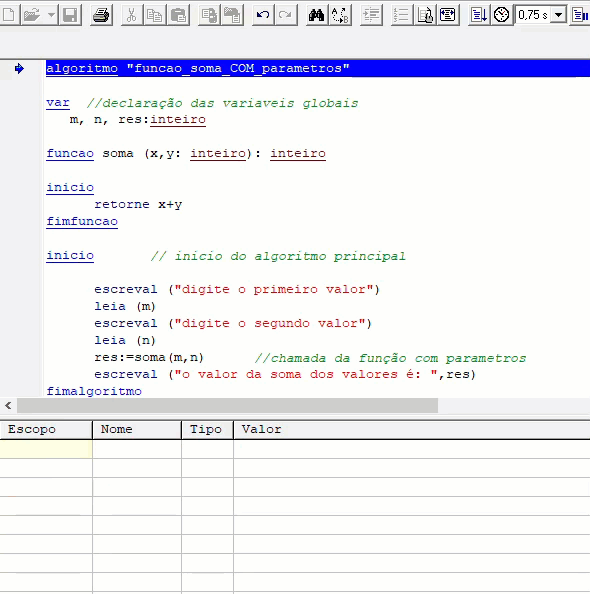 0,75 s
algoritmo "funcao_soma_COM_parametros"
var //declaração das variaveis globais
m, n, res:inteiro
funcao soma (x,y: inteiro): inteiro
inicio
retorne x+y
fimfuncao
inicio // inicio do algoritmo principal
escreval ("digite o primeiro valor")
leia (m)
escreval ("digite o segundo valor")
leia (n)
res:=soma(m,n) //chamada da função com parametros
escreval ("o valor da soma dos valores é: ",res)
fimalgoritmo
Escopo Nome Tipo Valor